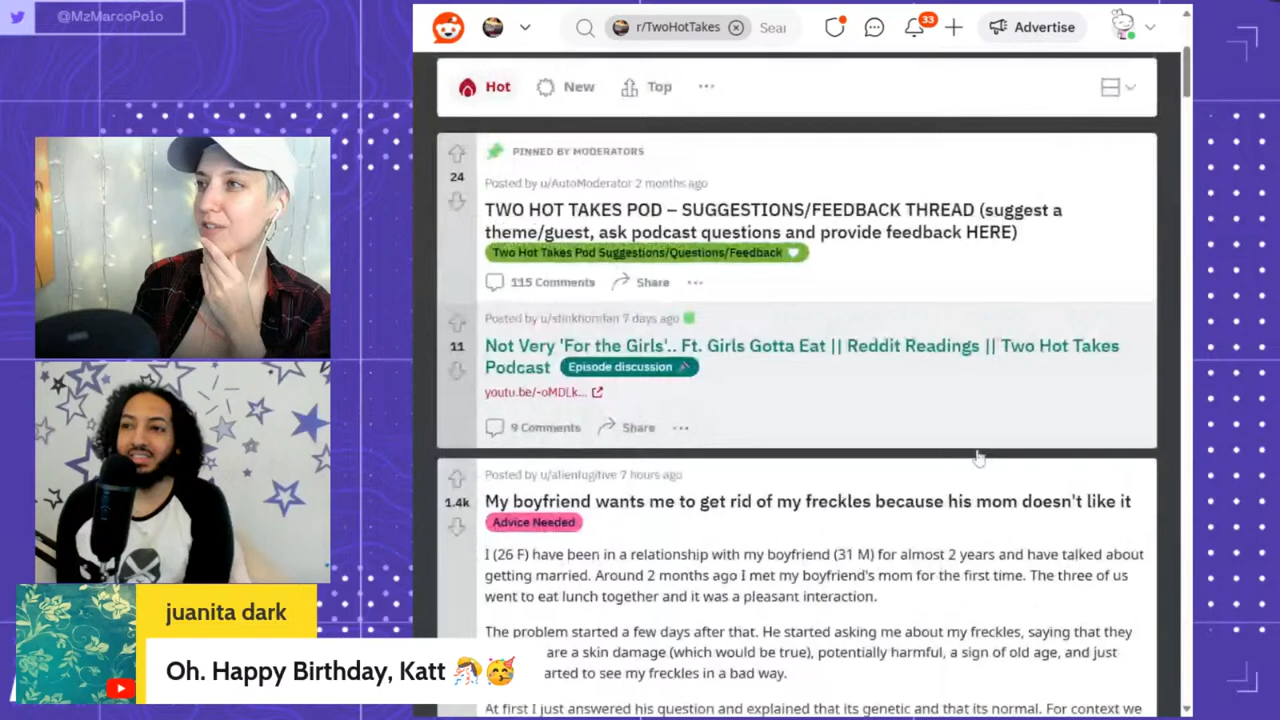 @MzMarcoPolo
r/TwoHotTakes
Sear
33
Advertise
Hot
New
Top
PINNED BY MODERATORS
24
Posted by u/AutoModerator 2 months ago
TWO HOT TAKES POD – SUGGESTIONS/FEEDBACK THREAD (suggest a
theme/guest, ask podcast questions and provide feedback HERE)
Two Hot Takes Pod Suggestions/Questions/Feedback
115 Comments
Share
Posted by u/stinkhornfan 7 days ago
11
Not Very 'For the Girls'.. Ft. Girls Gotta Eat || Reddit Readings || Two Hot Takes
Podcast
Episode discussion
youtu.be/-oMDLk...
9 Comments
Share
Posted by u/alienfugitive 7 hours ago
1.4k
My boyfriend wants me to get rid of my freckles because his mom doesn't like it
Advice Needed
I (26 F) have been in a relationship with my boyfriend (31 M) for almost 2 years and have talked about
getting married. Around 2 months ago I met my boyfriend's mom for the first time. The three of us
went to eat lunch together and it was a pleasant interaction.
The problem started a few days after that. He started asking me about my freckles, saying that they
are a skin damage (which would be true), potentially harmful, a sign of old age, and just
arted to see my freckles in a bad way.
At first I just answered his question and explained that its genetic and that its normal. For context we
juanita dark
Oh. Happy Birthday, Katt 🎊🥳